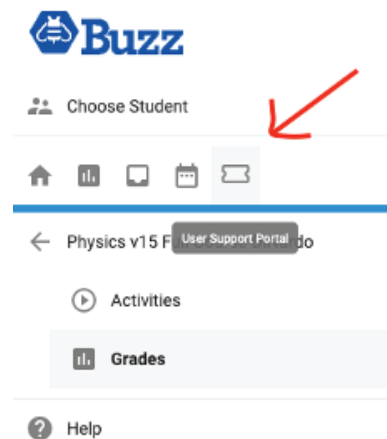 Buzz
Choose Student
User Support Portal
Physics v15 F do
Activities
Grades
Help